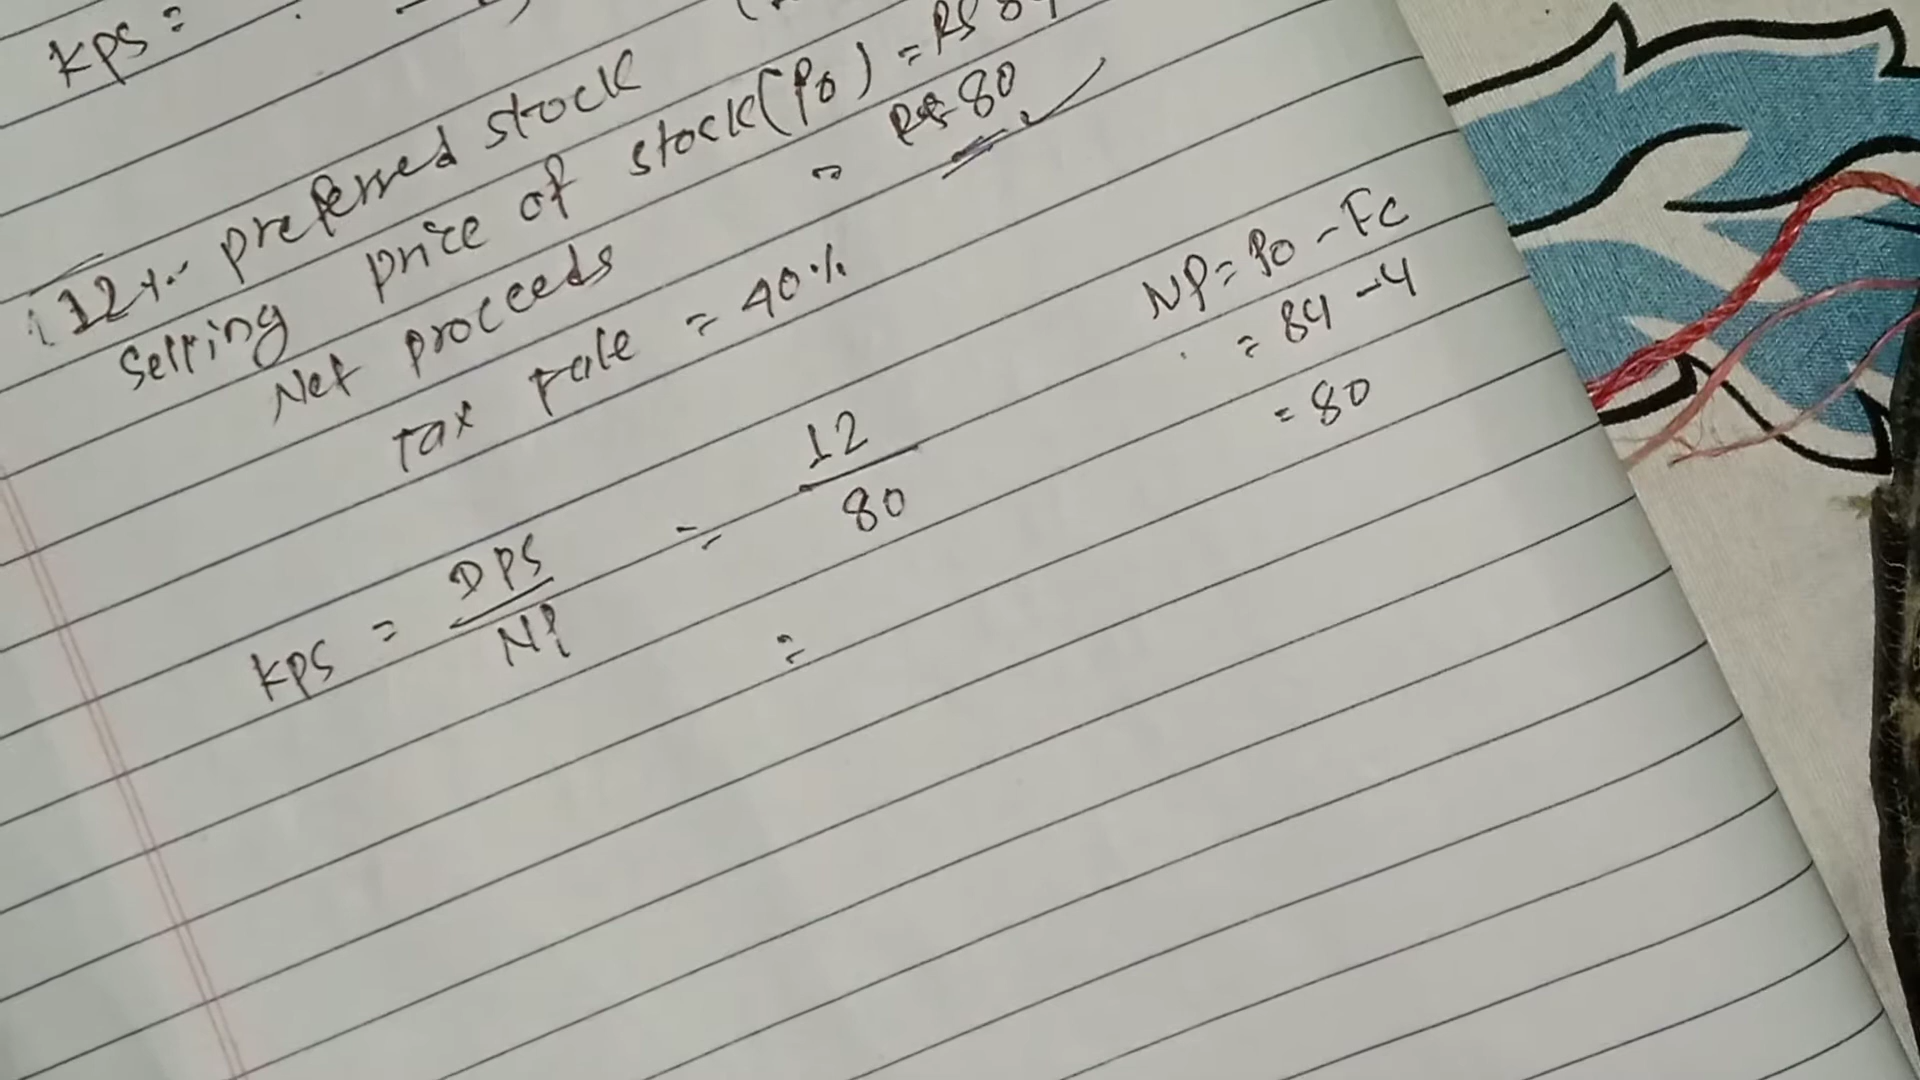 Kps =
12%. preferred stock
Selling price of stock (P0) = RS 84
Net proceeds = RS 80
Tax rate = 40%
NP = P0 - FC
= 84 - 4
= 80
KPS = DPS / NP = 12 / 80
=